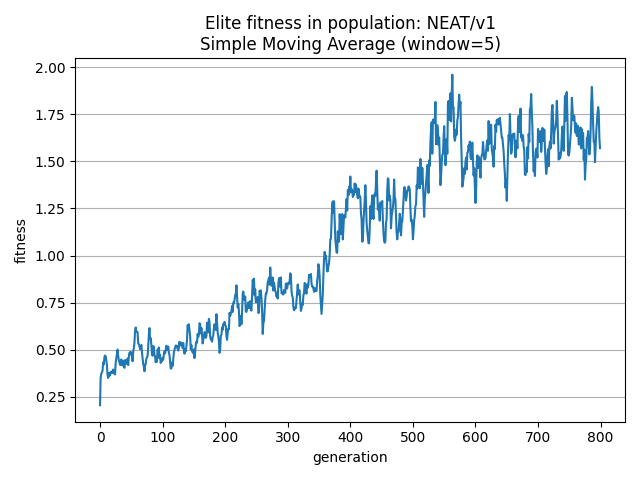 Elite fitness in population: NEAT/v1
Simple Moving Average (window=5)
2.00
1.75
1.50
1.25
1.00
0.75
0.50
0.25
fitness
0 100 200 300 400 500 600 700 800
generation